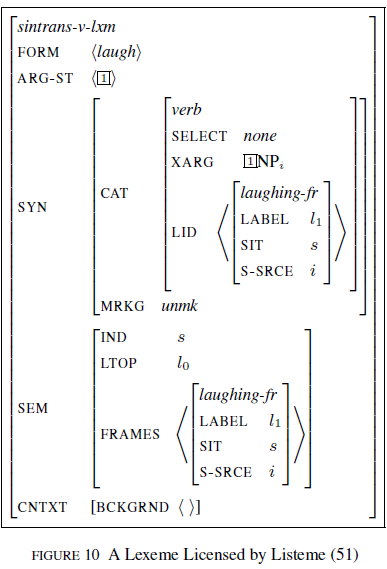 sintrans-v-lxm
FORM ⟨laugh⟩
ARG-ST ⟨[1]⟩
verb
SELECT none
XARG [1]NPᵢ
laughing-fr
LABEL l₁
SIT s
S-SRCE i
LID
CAT
SYN
MRKG unmk
IND s
LTOP l₀
laughing-fr
LABEL l₁
SIT s
S-SRCE i
FRAMES
SEM
CNTXT [BCKGRND ⟨ ⟩]
FIGURE 10 A Lexeme Licensed by Listeme (51)